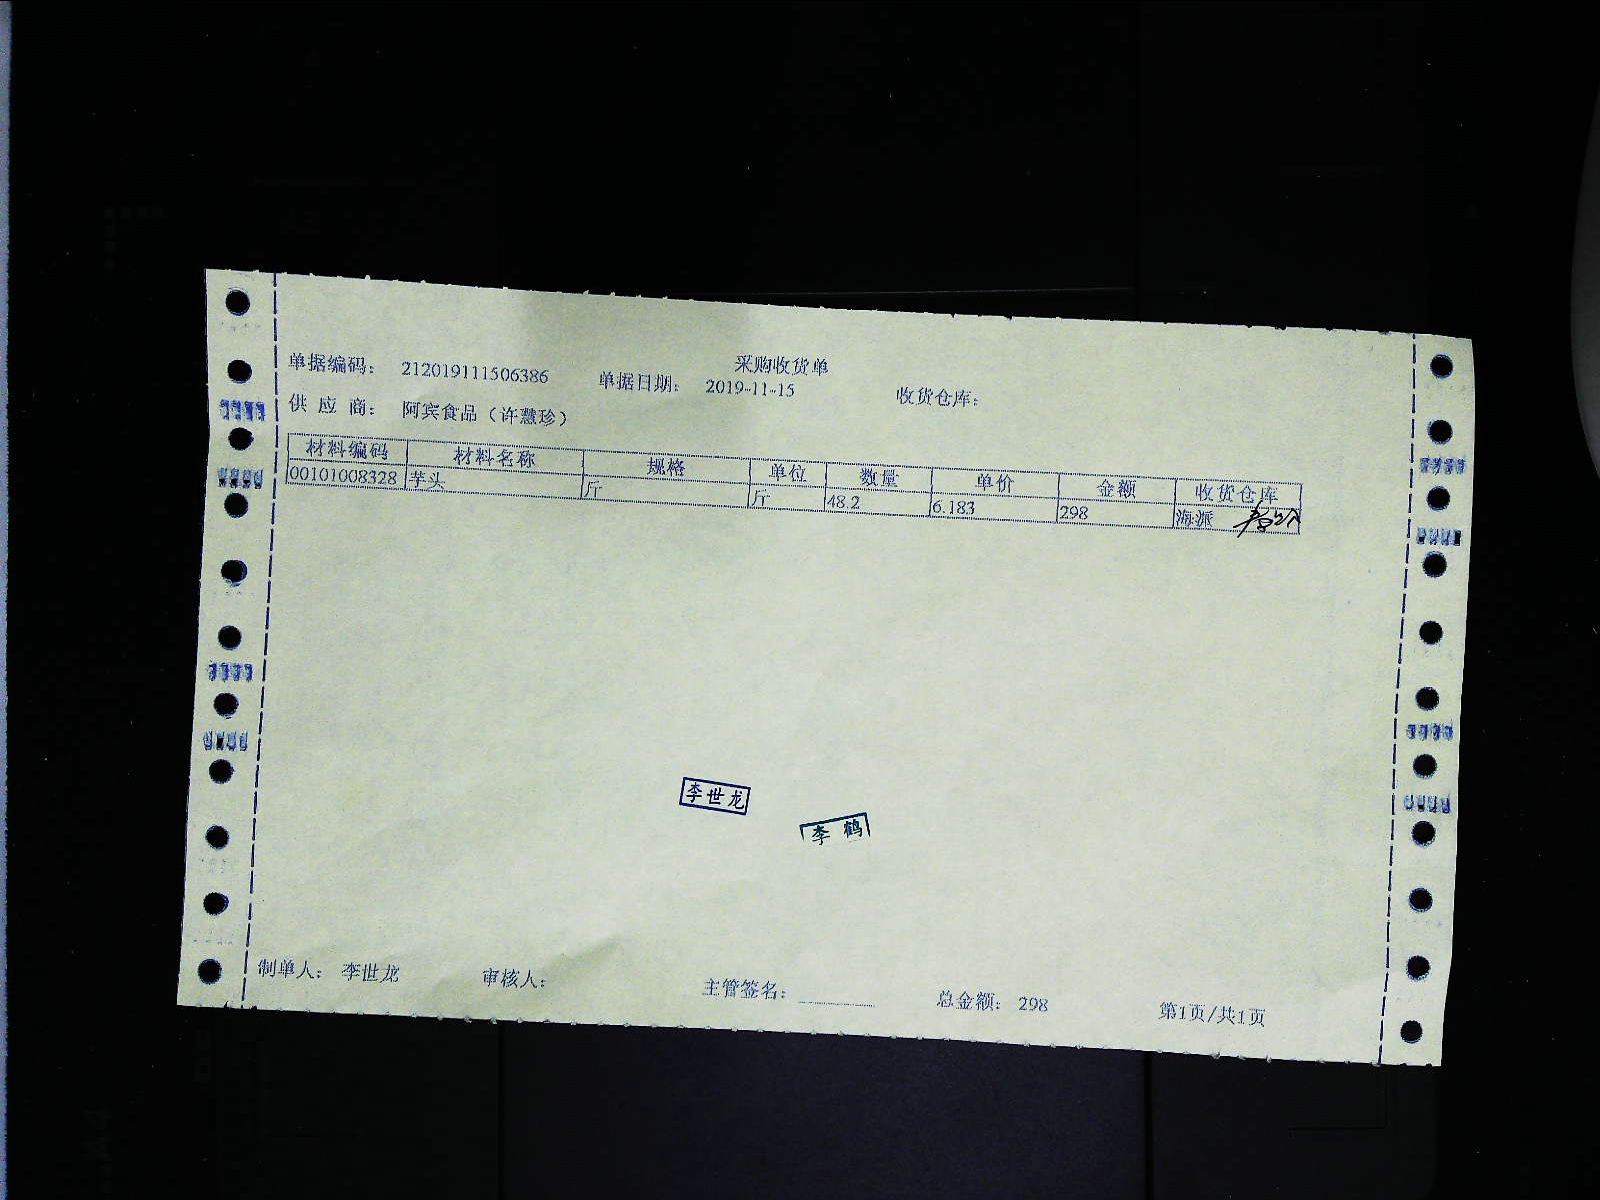 采购收货单
单据编码: 212019111506386 单据日期: 2019-11-15 收货仓库:
供 应 商: 阿宾食品（许慧珍）
材料编码 材料名称 规格 单位 数量 单价 金额 收货仓库
00101008328 芋头 斤 斤 48.2 6.183 298 海派
李世龙
李 鹤
制单人: 李世龙 审核人: 主管签名: 总金额: 298 第1页/共1页